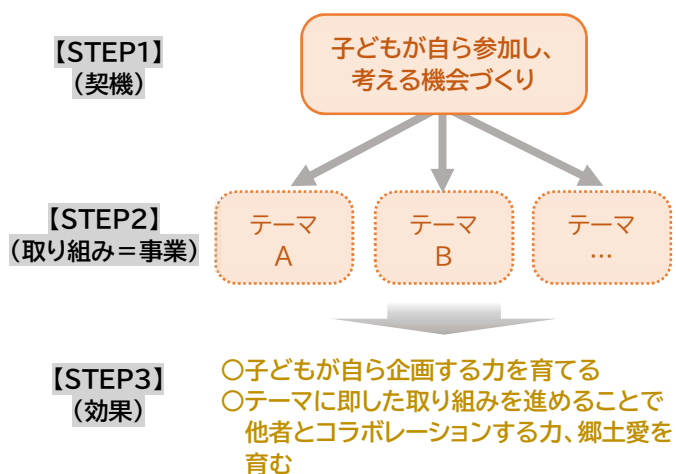 【STEP1】
(契機)
子どもが自ら参加し、
考える機会づくり
【STEP2】
(取り組み＝事業)
テーマ
A
テーマ
B
テーマ
…
【STEP3】
(効果)
〇子どもが自ら企画する力を育てる
〇テーマに即した取り組みを進めることで
他者とコラボレーションする力、郷土愛を
育む